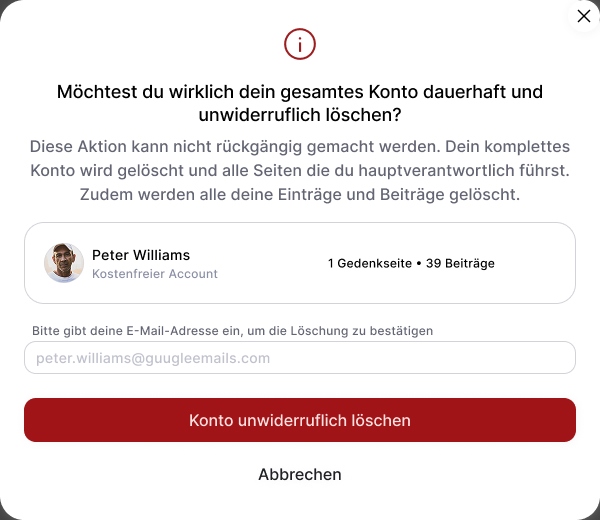 Möchtest du wirklich dein gesamtes Konto dauerhaft und
unwiderruflich löschen?
Diese Aktion kann nicht rückgängig gemacht werden. Dein komplettes
Konto wird gelöscht und alle Seiten die du hauptverantwortlich führst.
Zudem werden alle deine Einträge und Beiträge gelöscht.
Peter Williams
Kostenfreier Account
1 Gedenkseite • 39 Beiträge
Bitte gibt deine E-Mail-Adresse ein, um die Löschung zu bestätigen
peter.williams@guugleemails.com
Konto unwiderruflich löschen
Abbrechen